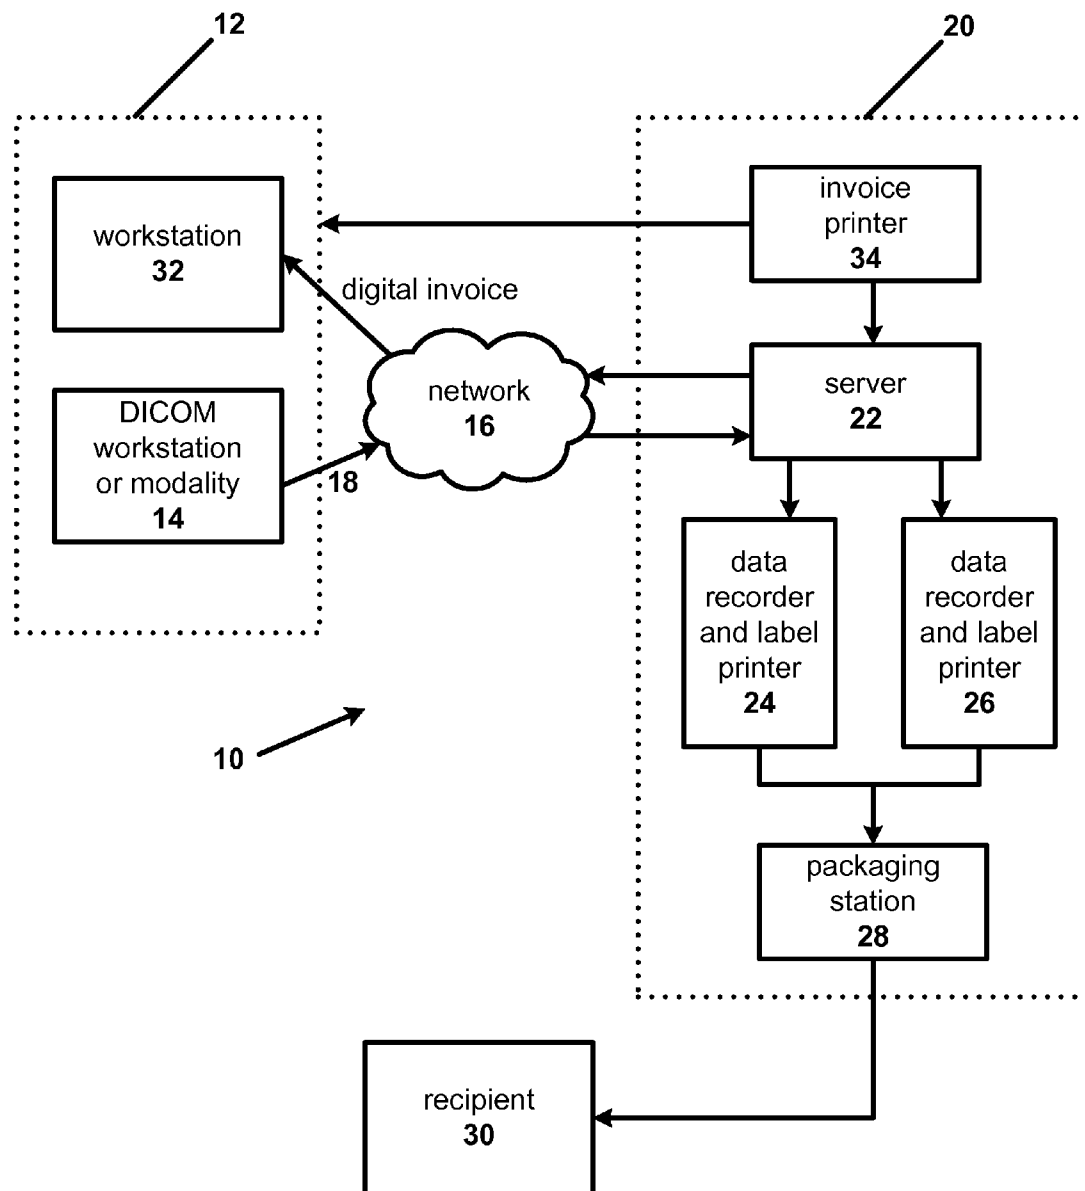 12
20
workstation
32
invoice
printer
34
digital invoice
network
16
server
22
DICOM
workstation
or modality
14
18
data
recorder
and label
printer
24
data
recorder
and label
printer
26
10
packaging
station
28
recipient
30